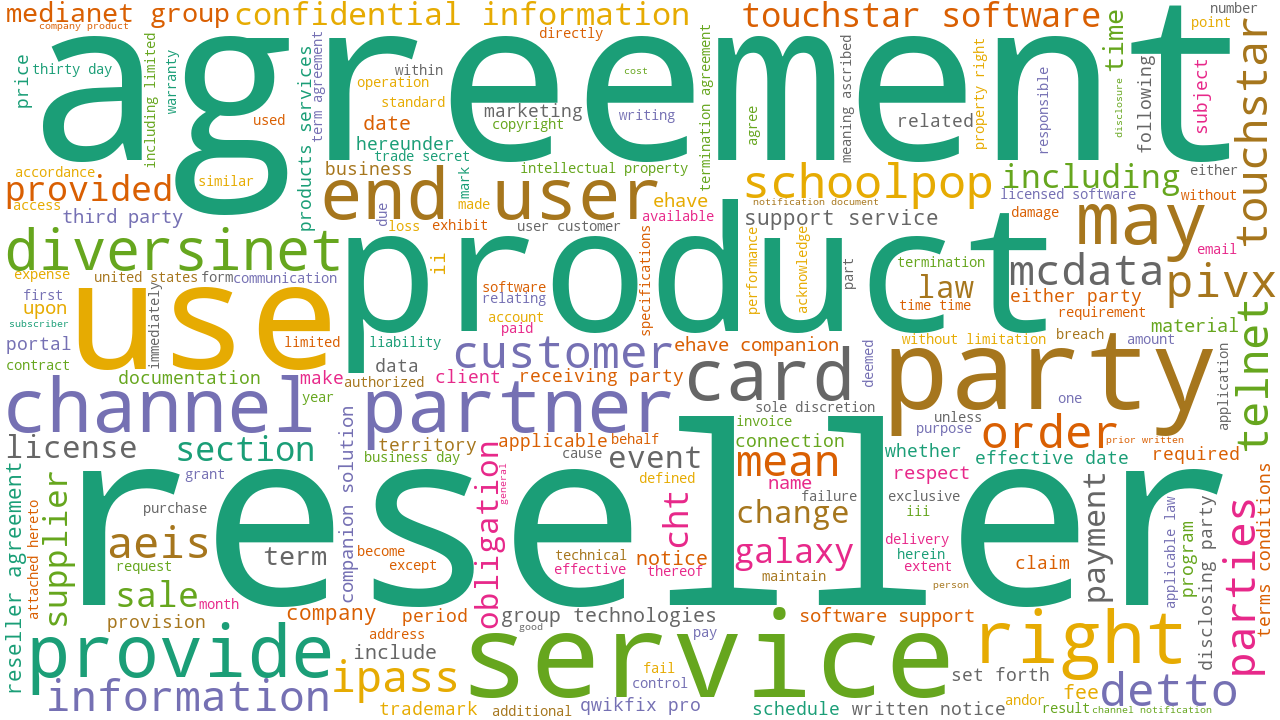 medianet group
confidential information
touchstar software
number
company product
directly
point
agreement
time
touchstar
price
thirty day
including limited
warranty
products services
term agreement
within
operation
standard
cost
marketing
copyright
writing
termination agreement
agree
meaning ascribed
related
property right
responsible
disclosure
following
subject
used
date
hereunder
trade secret
mark
intellectual property
accordance
access
similar
provided
third party
business
end user
due
made
loss
exhibit
user customer
ehave
available
schoolpop
notification document
support service
including
licensed software
either
without
damage
may
email
diversinet
product
expense
united states
form
communication
ii
software
relating
account
paid
specifications
performance
acknowledge
part
termination
law
time time
mcdata
either party
requirement
pivx
first
upon
subscriber
portal
contract
use
immediately
limited
liability
data
customer
ehave companion
without limitation
breach
material
amount
telnet
documentation
make
authorized
client
receiving party
card
deemed
party
application
year
channel
partner
sole discretion
invoice
one
unless
purpose
order
prior written
license
section
territory
business day
applicable
behalf
cause
event
defined
connection
mean
whether
effective date
required
grant
companion solution
obligation
general
name
respect
reseller agreement
attached hereto
supplier
purchase
reseller
cht
change
failure
exclusive
iii
payment
applicable law
program
disclosing party
parties
terms conditions
aeis
request
term
become
except
technical
effective
notice
thereof
galaxy
maintain
delivery
herein
extent
person
claim
sale
month
provision
company
period
group technologies
good
software support
provide
address
include
service
pay
right
set forth
information
ipass
trademark
additional
fail
control
qwikfix pro
schedule
written notice
andor
fee
result
detto
channel notification